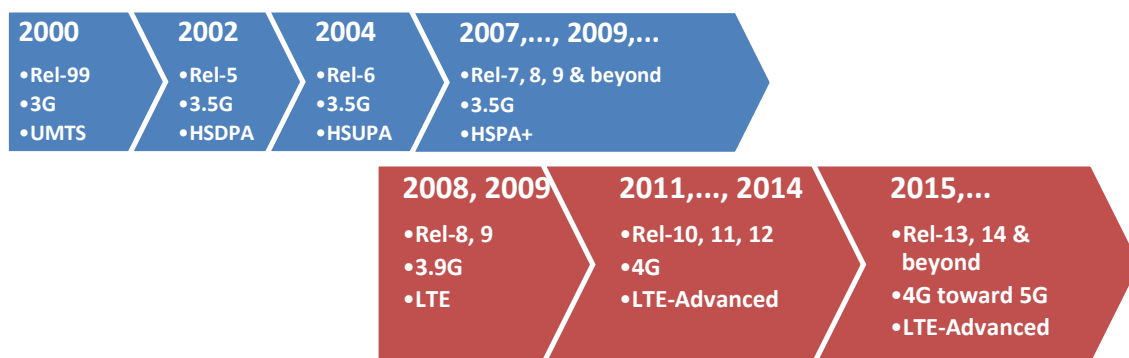 2000
•Rel-99
•3G
•UMTS
2002
•Rel-5
•3.5G
•HSDPA
2004
•Rel-6
•3.5G
•HSUPA
2007,..., 2009,...
•Rel-7, 8, 9 & beyond
•3.5G
•HSPA+
2008, 2009
•Rel-8, 9
•3.9G
•LTE
2011,..., 2014
•Rel-10, 11, 12
•4G
•LTE-Advanced
2015,...
•Rel-13, 14 &
beyond
•4G toward 5G
•LTE-Advanced